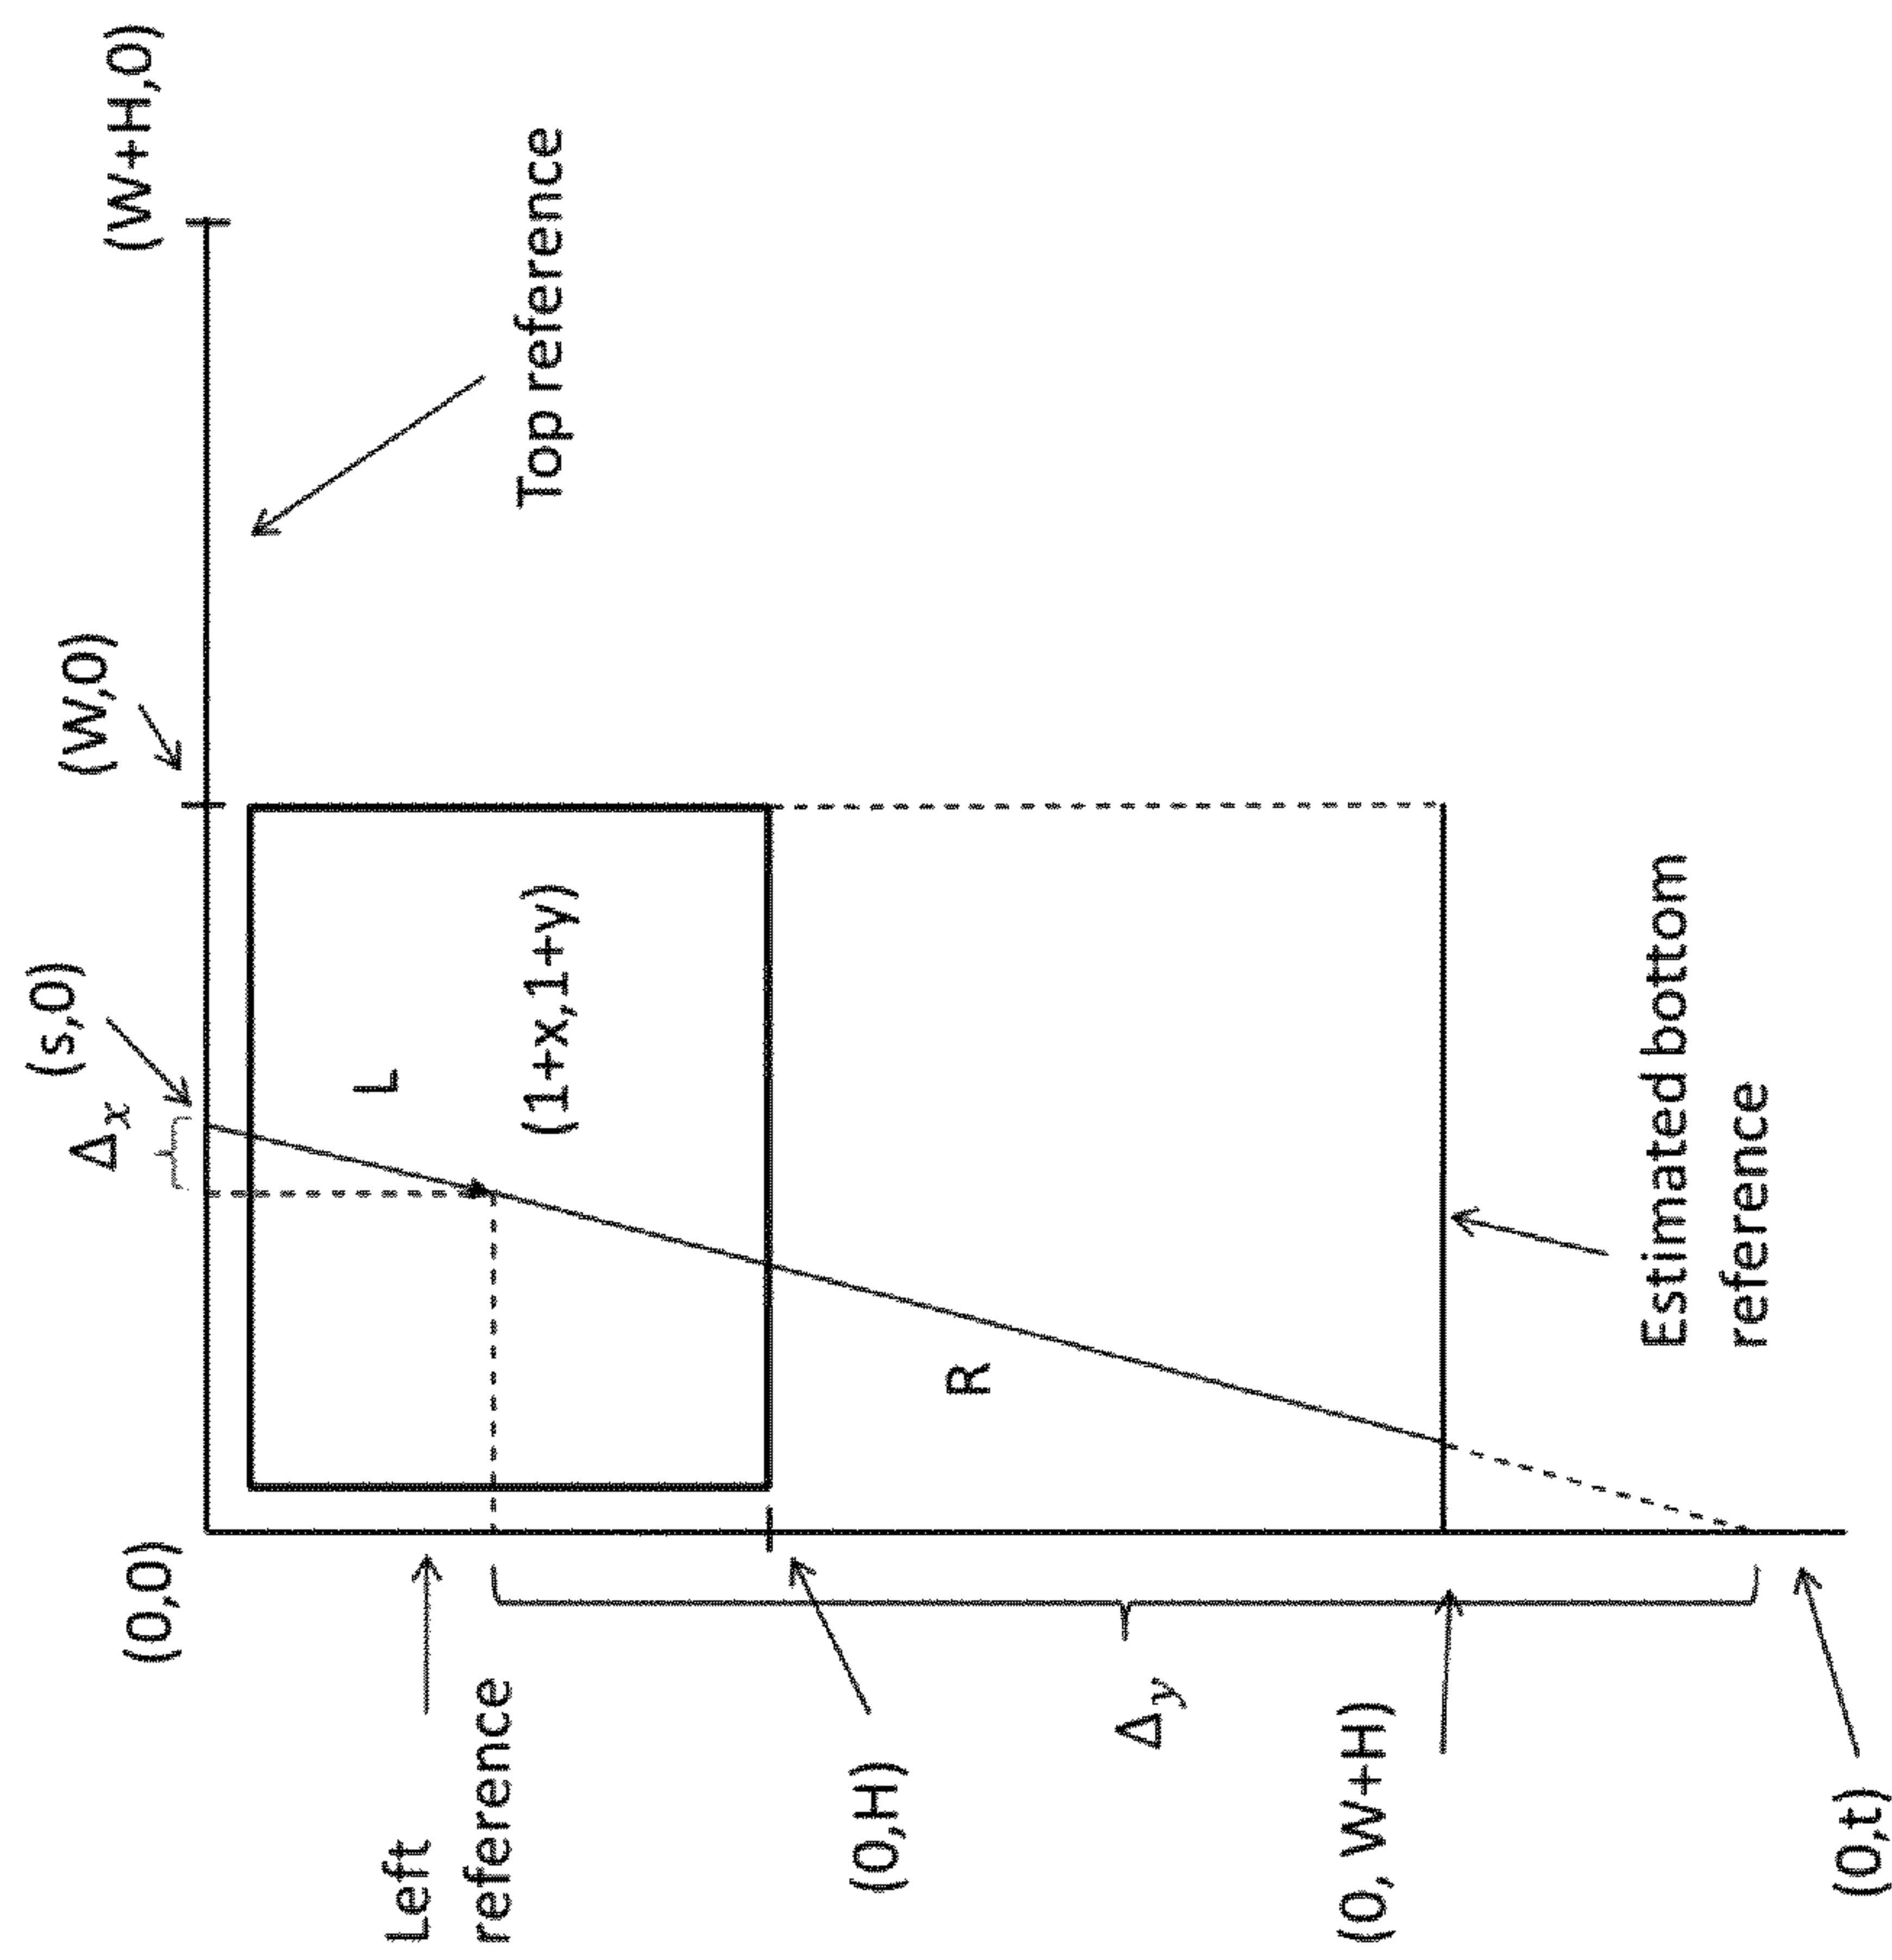 (0,0)
Δx
(s,0)
(W,0)
(W+H,0)
Left
reference
L
(1+x,1+y)
Top reference
(0,H)
R
Δy
(0, W+H)
Estimated bottom
reference
(0,t)